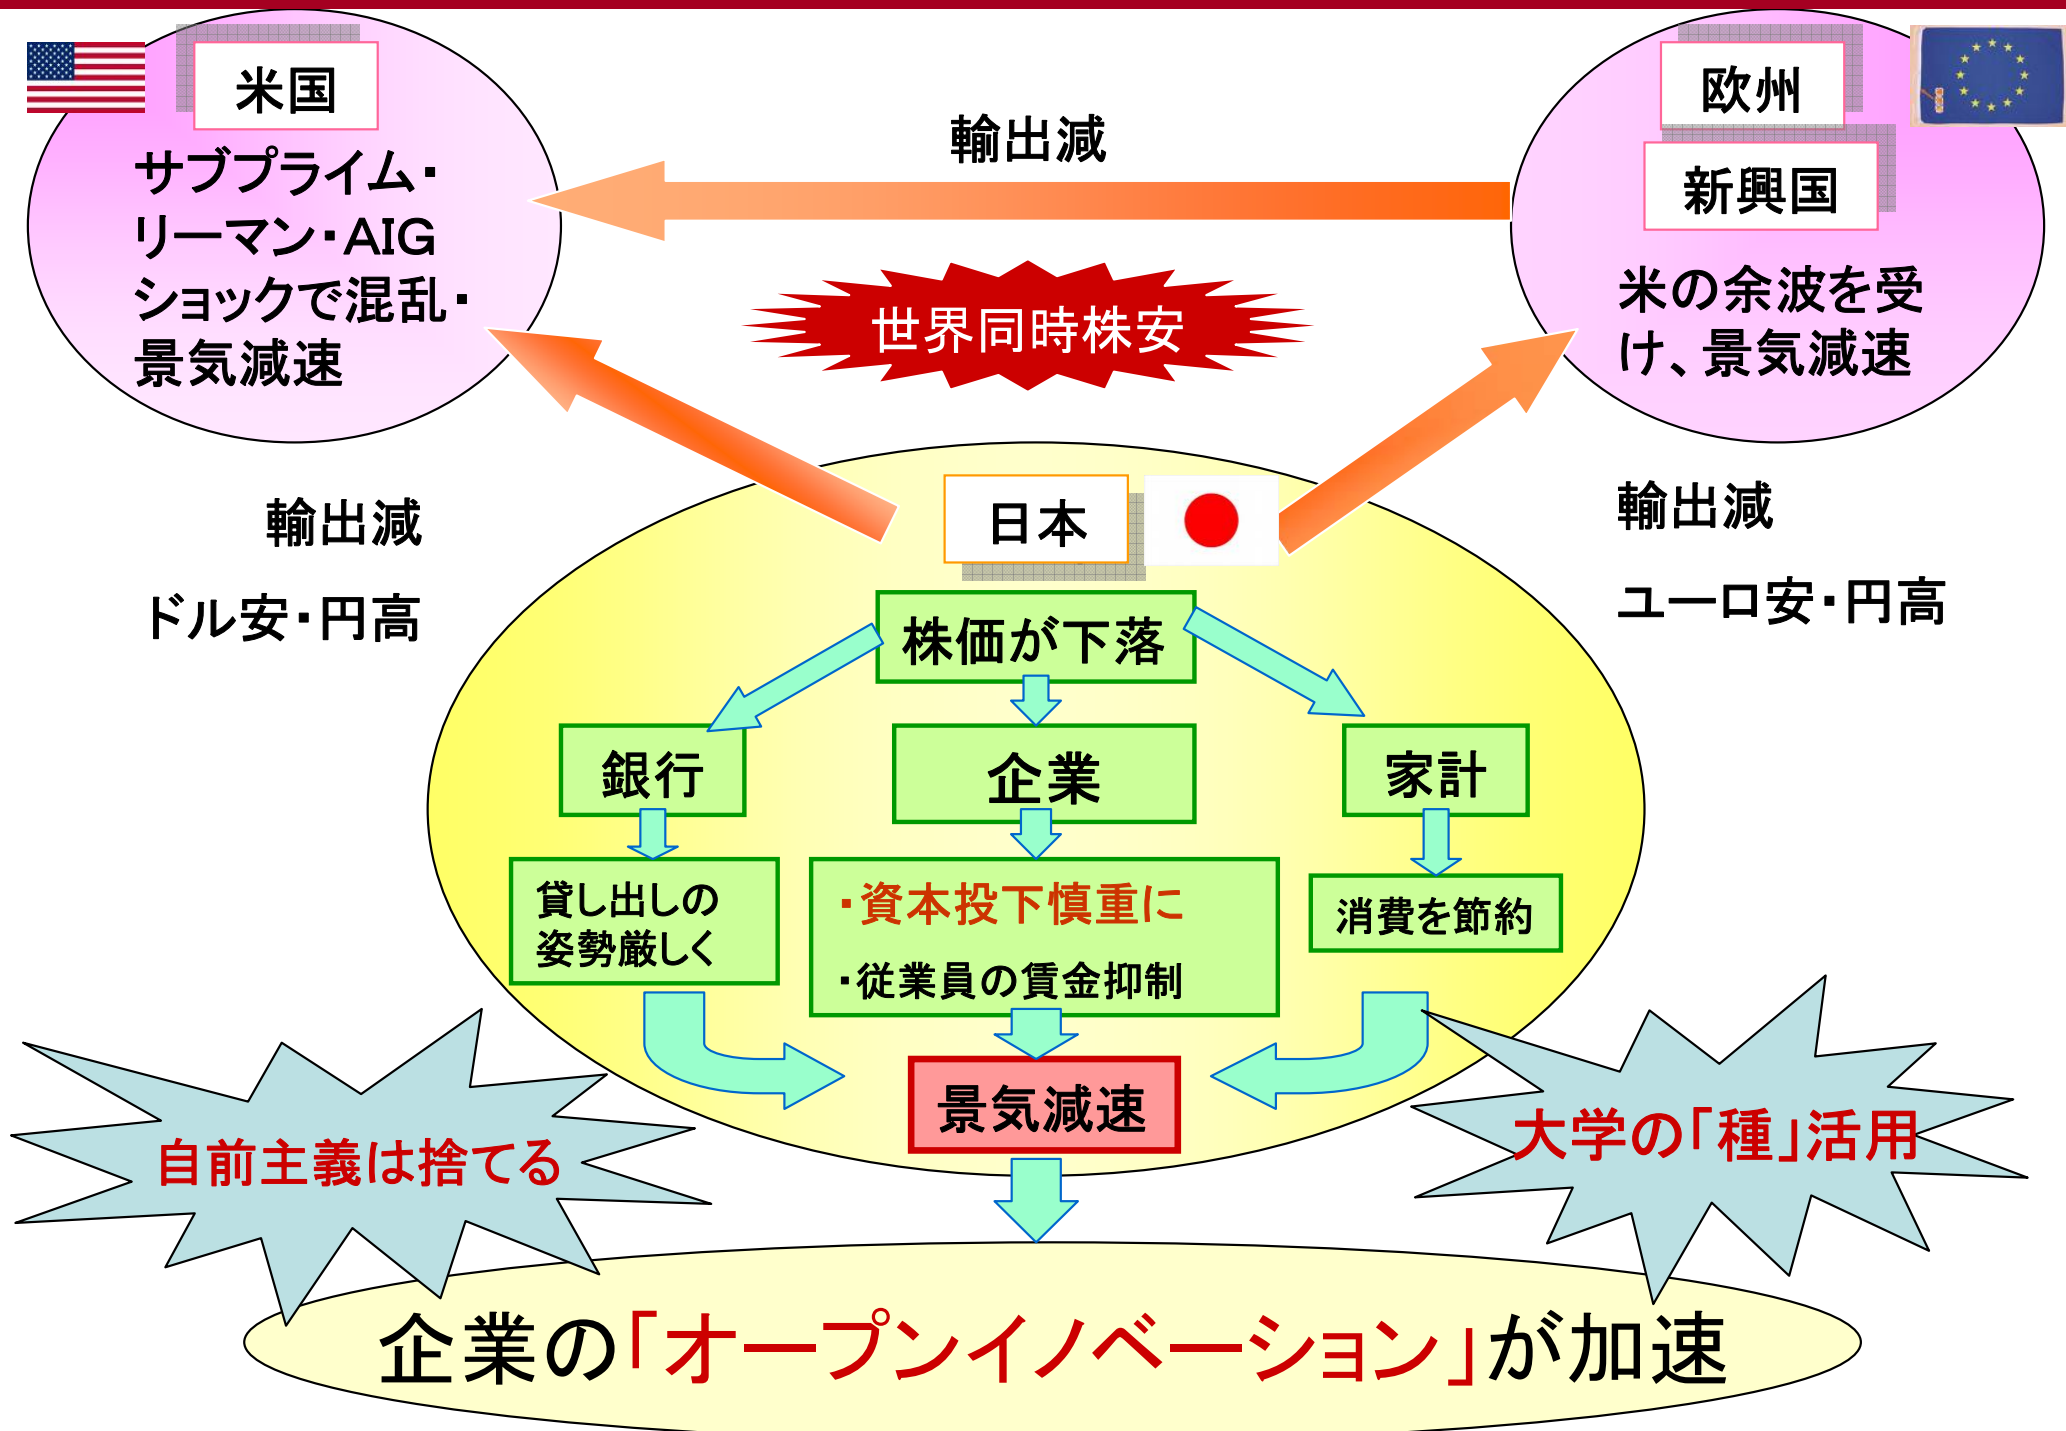 米国
サブプライム・
リーマン・AIG
ショックで混乱・
景気減速
輸出減
欧州
新興国
米の余波を受
け、景気減速
世界同時株安
輸出減
ドル安・円高
輸出減
ユーロ安・円高
日本
株価が下落
銀行
企業
家計
貸し出しの
姿勢厳しく
・資本投下慎重に
・従業員の賃金抑制
消費を節約
景気減速
自前主義は捨てる
大学の「種」活用
企業の「オープンイノベーション」が加速